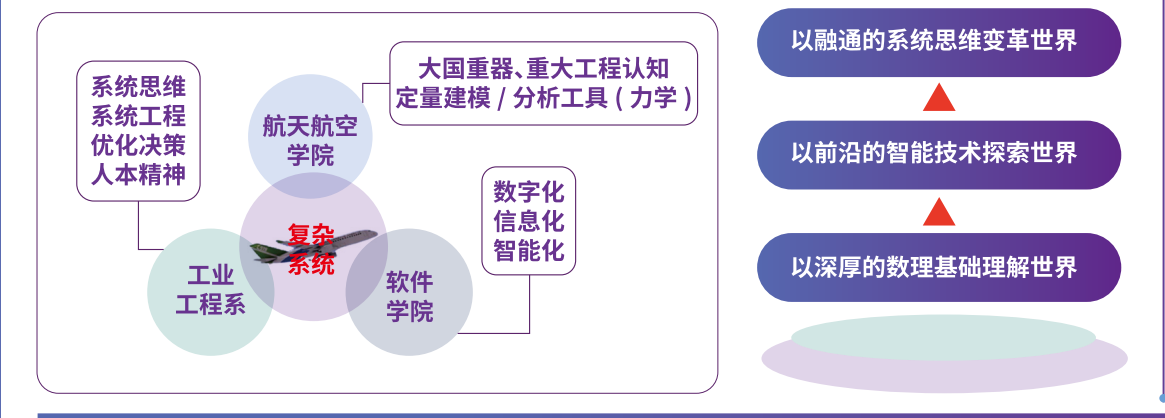 系统思维
系统工程
优化决策
人本精神
航天航空
学院
大国重器、重大工程认知
定量建模 / 分析工具 ( 力学 )
数字化
信息化
智能化
复杂
系统
工业
工程系
软件
学院
以融通的系统思维变革世界
以前沿的智能技术探索世界
以深厚的数理基础理解世界